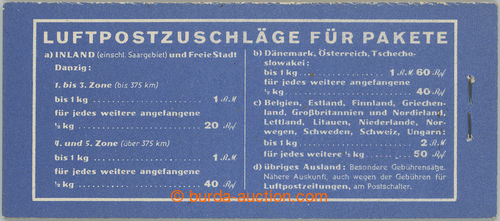 LUFTPOSTZUSCHLÄGE FÜR PAKETE
a) INLAND (einschl. Saargebiet) und Freie Stadt
Danzig:
1. bis 3. Zone (bis 375 km)
bis 1 kg . . . . . . . . . . . . . . . . . 1 RM
für jedes weitere angefangene
½ kg . . . . . . . . . . . . . . . . . 20 Rpf
4. und 5. Zone (über 375 km)
bis 1 kg . . . . . . . . . . . . . . . . . 1 RM
für jedes weitere angefangene
½ kg . . . . . . . . . . . . . . . . . 40 Rpf
b) Dänemark, Österreich, Tschecho-
slowakei:
bis 1 kg . . . . . . . . . 1 RM 60 Rpf
für jedes weitere angefangene
½ kg . . . . . . . . . . . . . . . . . 40 Rpf
c) Belgien, Estland, Finnland, Griechen-
land, Großbritannien und Nordirland,
Lettland, Litauen, Niederlande, Nor-
wegen, Schweden, Schweiz, Ungarn:
bis 1 kg . . . . . . . . . . . . . . . . . 2 RM
für jedes weitere ½ kg . . . . . 50 Rpf
d) übriges Ausland: Besondere Gebührensätze.
Nähere Auskunft, auch wegen der Gebühren für
Luftpostzeitungen, am Postschalter.
burda-auction.com